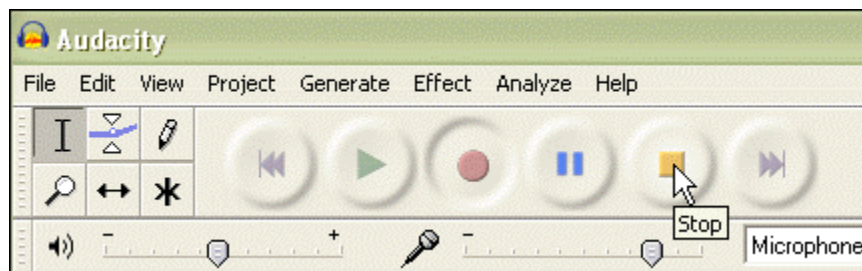 Audacity
File Edit View Project Generate Effect Analyze Help
Stop
Microphone